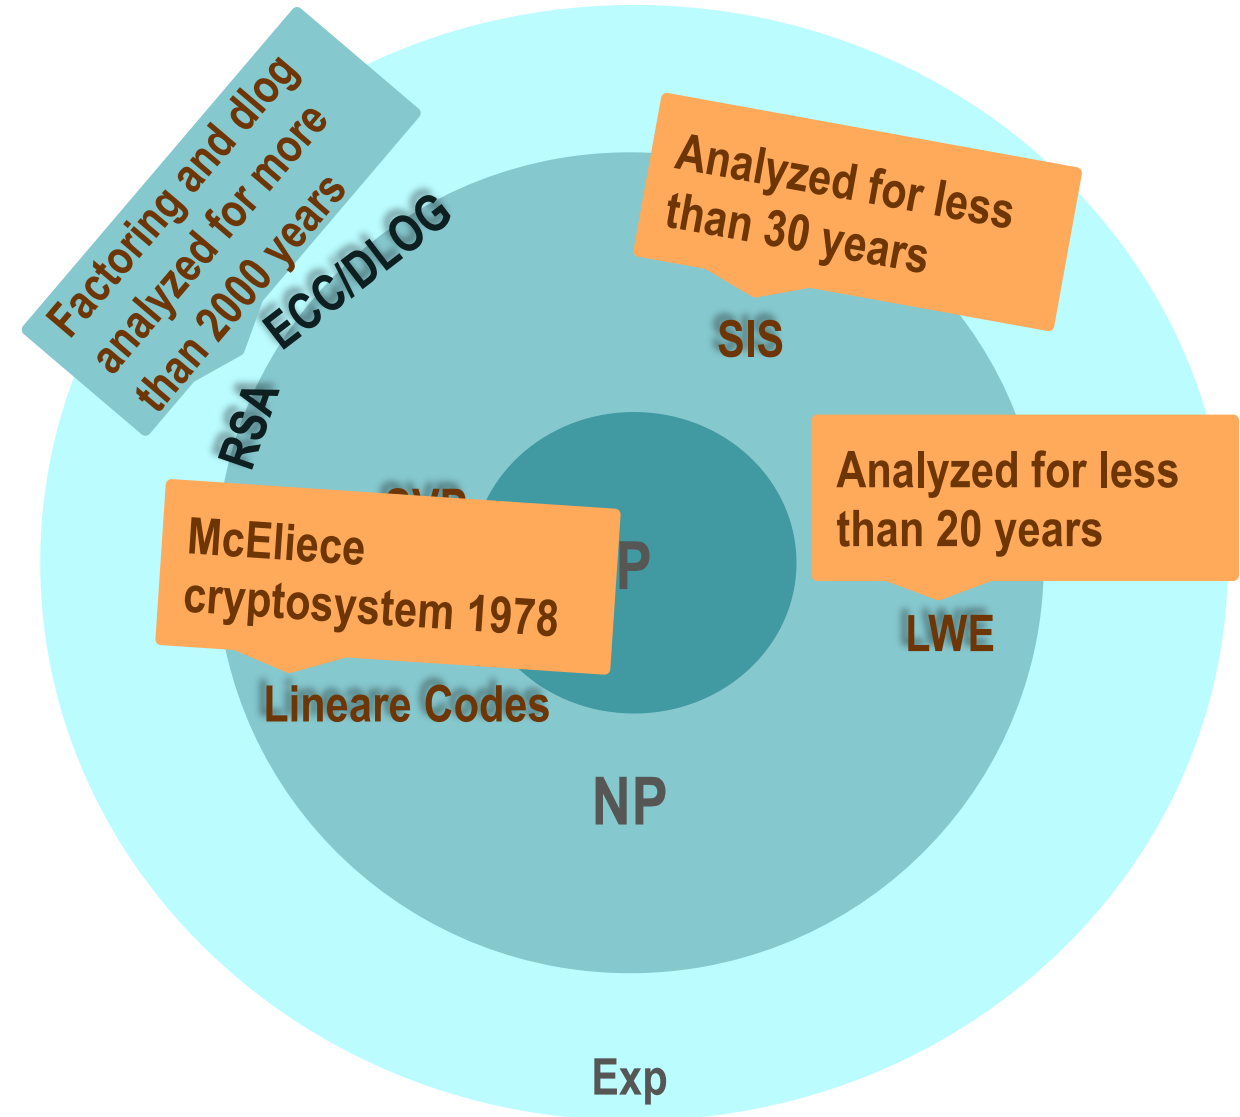 Factoring and dlog
analyzed for more
than 2000 years
ECC/DLOG
RSA
Analyzed for less
than 30 years
SIS
Analyzed for less
than 20 years
LWE
McEliece
cryptosystem 1978
P
Lineare Codes
NP
Exp